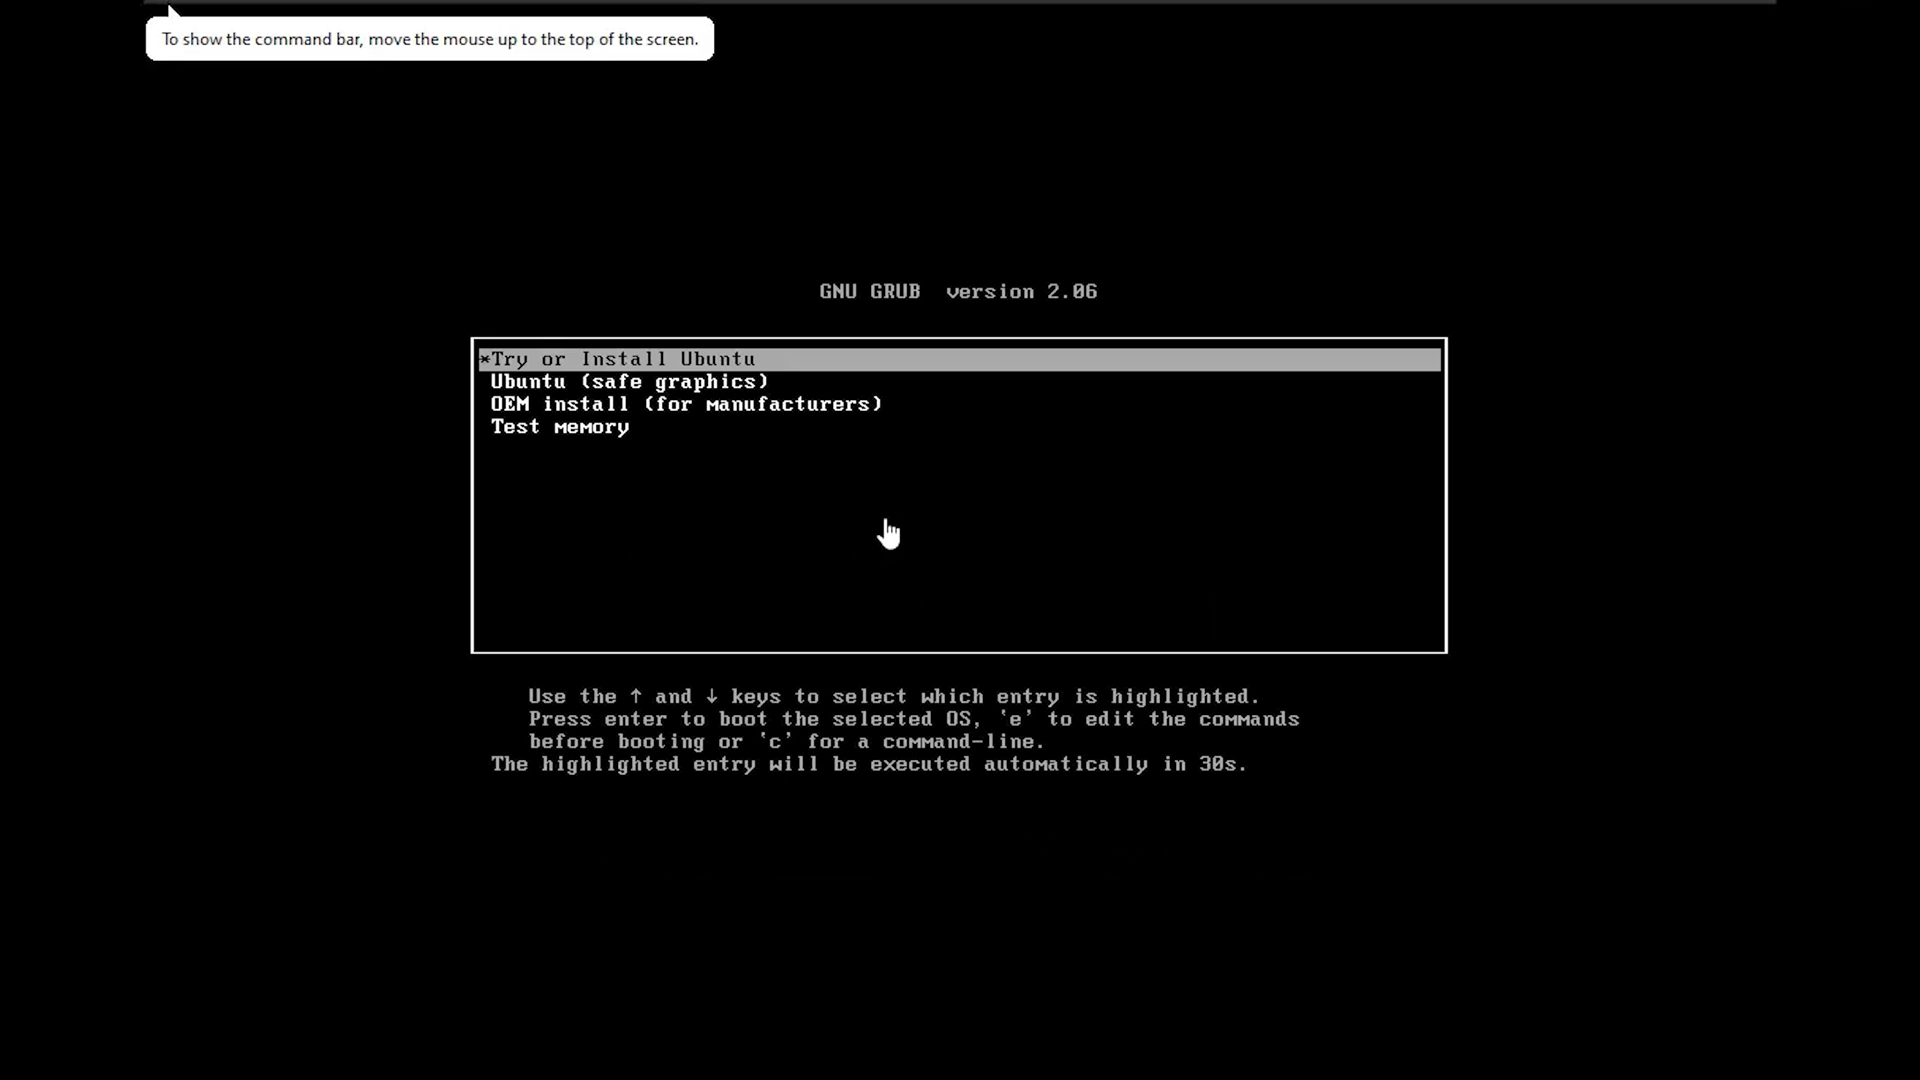 To show the command bar, move the mouse up to the top of the screen.
GNU GRUB  version 2.06
*Try or Install Ubuntu
Ubuntu (safe graphics)
OEM install (for manufacturers)
Test memory
Use the ↑ and ↓ keys to select which entry is highlighted.
Press enter to boot the selected OS, `e' to edit the commands
before booting or `c' for a command-line.
The highlighted entry will be executed automatically in 30s.